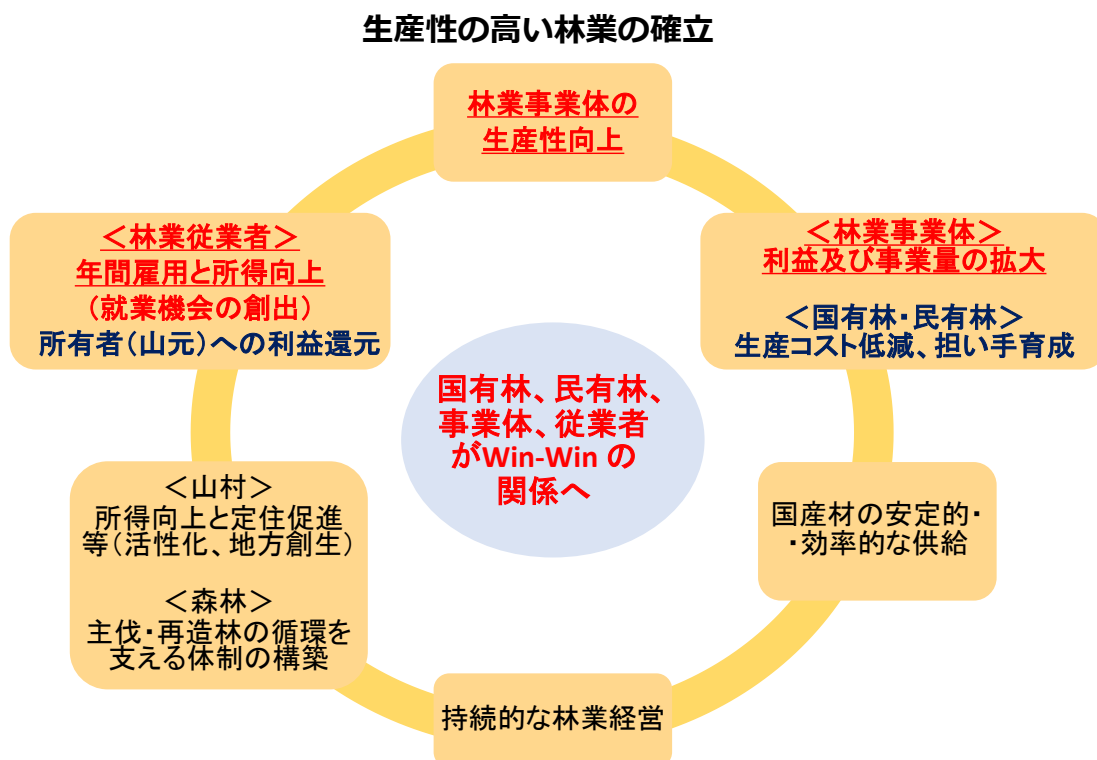 生産性の高い林業の確立
林業事業体の
生産性向上
＜林業従業者＞
年間雇用と所得向上
（就業機会の創出）
所有者（山元）への利益還元
＜林業事業体＞
利益及び事業量の拡大
＜国有林・民有林＞
生産コスト低減、担い手育成
国有林、民有林、
事業体、従業者
がWin-Win の
関係へ
＜山村＞
所得向上と定住促進
等（活性化、地方創生）
＜森林＞
主伐・再造林の循環を
支える体制の構築
国産材の安定的・
・効率的な供給
持続的な林業経営